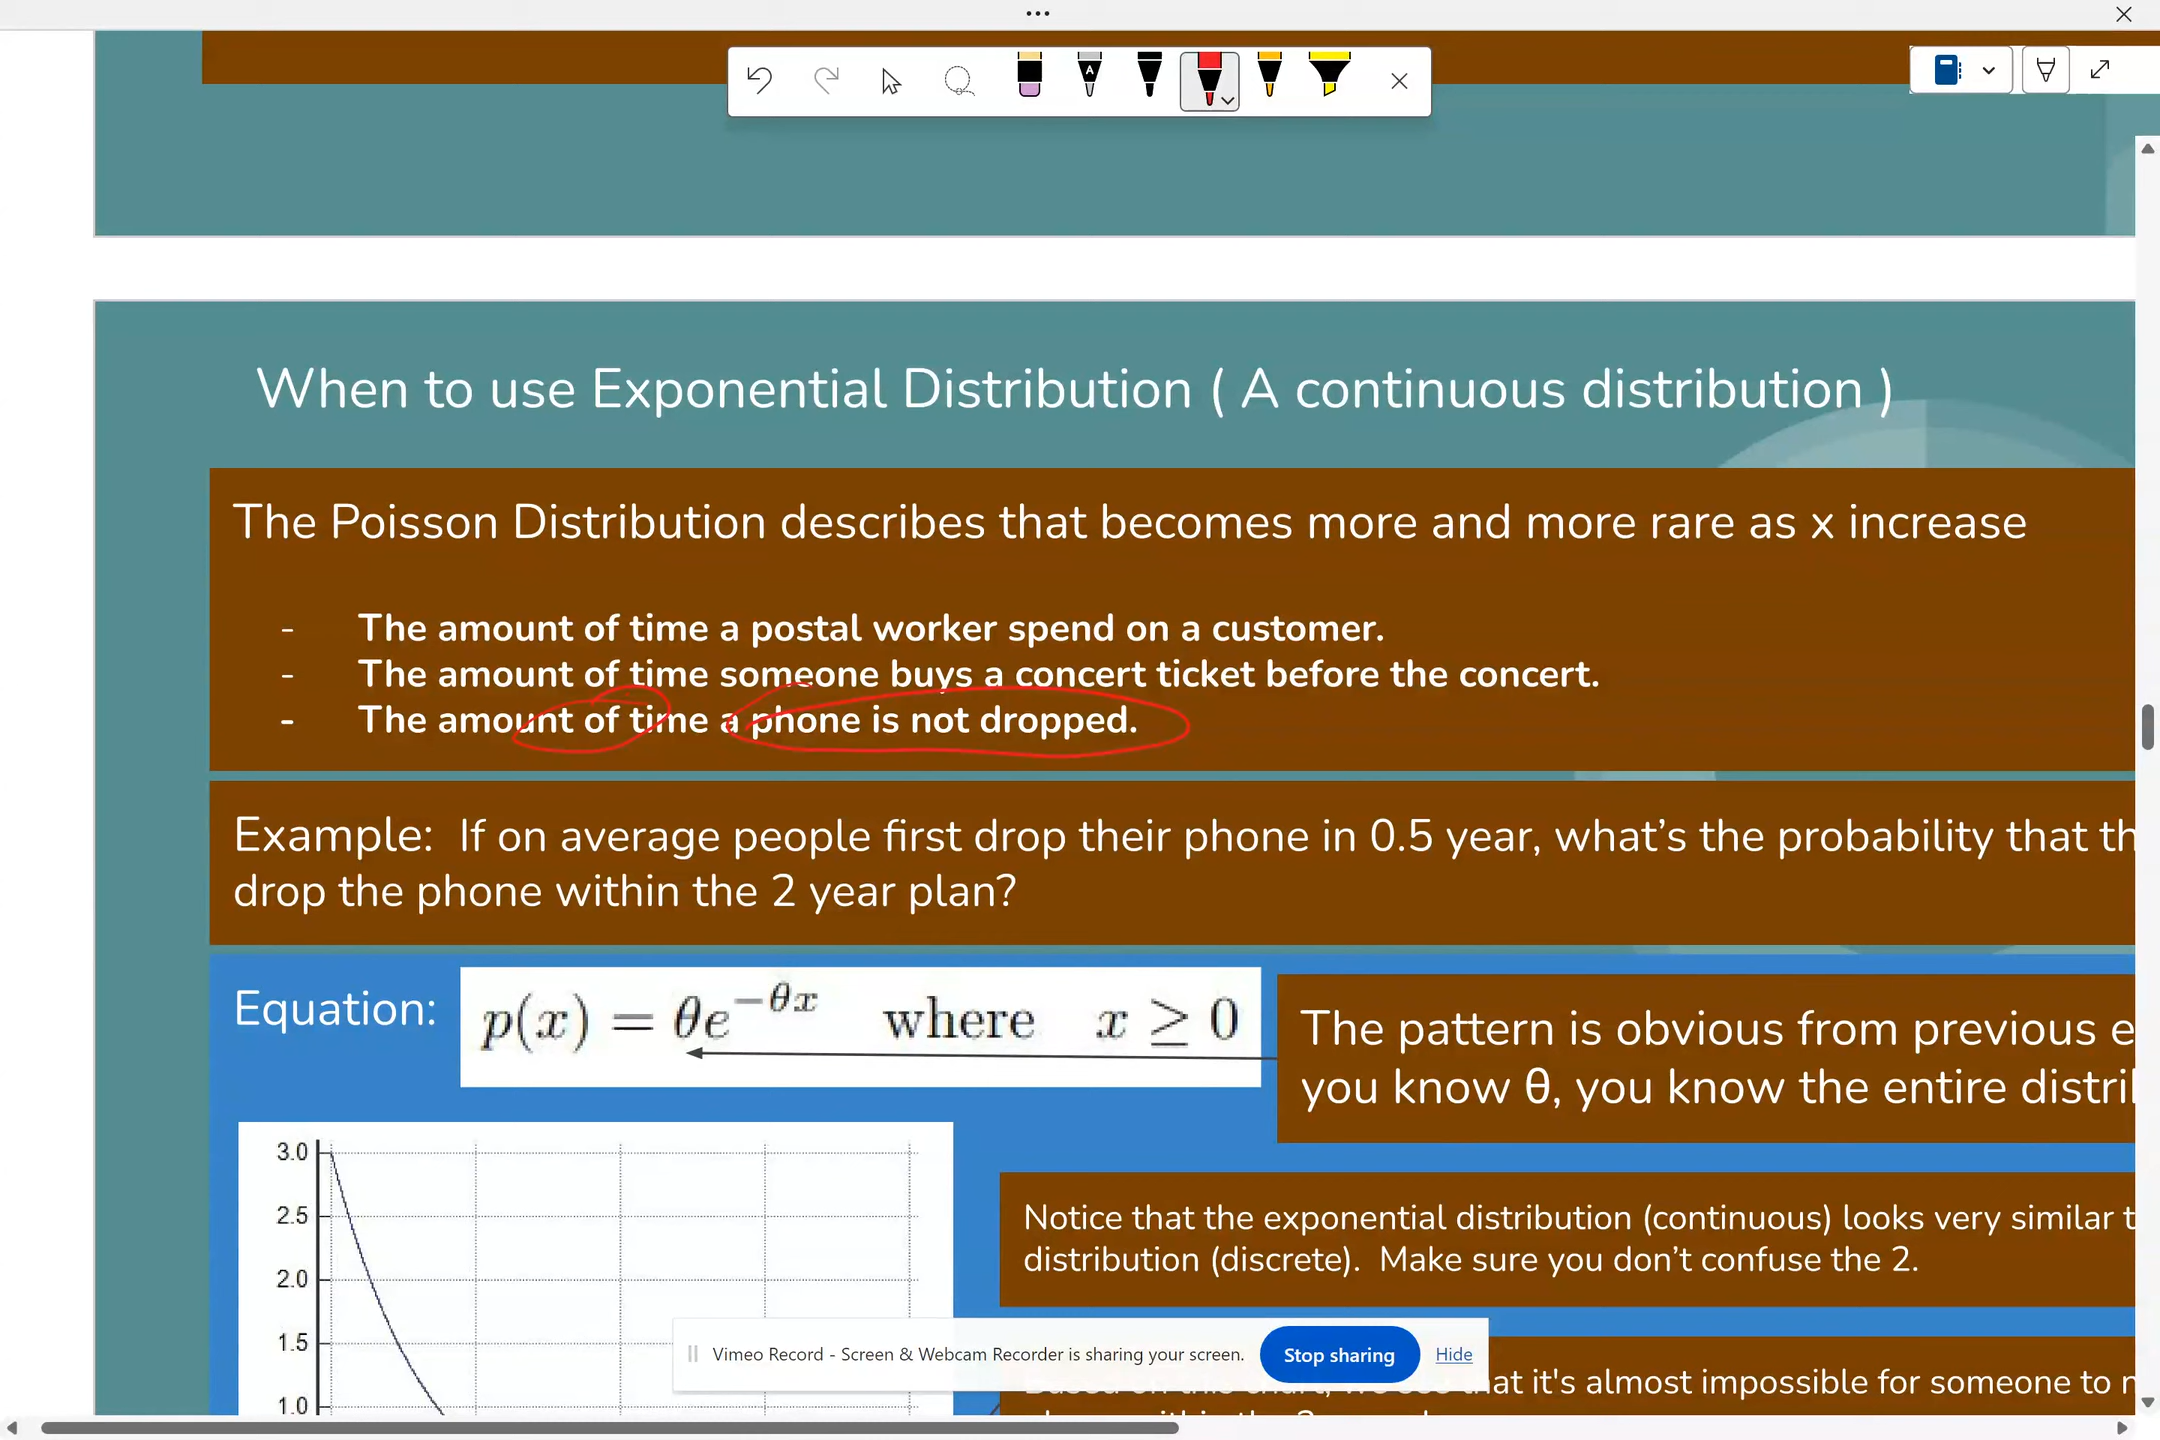 When to use Exponential Distribution ( A continuous distribution )
The Poisson Distribution describes that becomes more and more rare as x increase
- The amount of time a postal worker spend on a customer.
- The amount of time someone buys a concert ticket before the concert.
- The amount of time a phone is not dropped.
Example: If on average people first drop their phone in 0.5 year, what's the probability that
drop the phone within the 2 year plan?
Equation: p(x) = θe^{-θx} where x ≥ 0
The pattern is obvious from previous
you know θ, you know the entire
Notice that the exponential distribution (continuous) looks very similar
distribution (discrete). Make sure you don't confuse the 2.
3.0
2.5
2.0
1.5
1.0
Vimeo Record - Screen & Webcam Recorder is sharing your screen. Stop sharing Hide
it's almost impossible for someone to